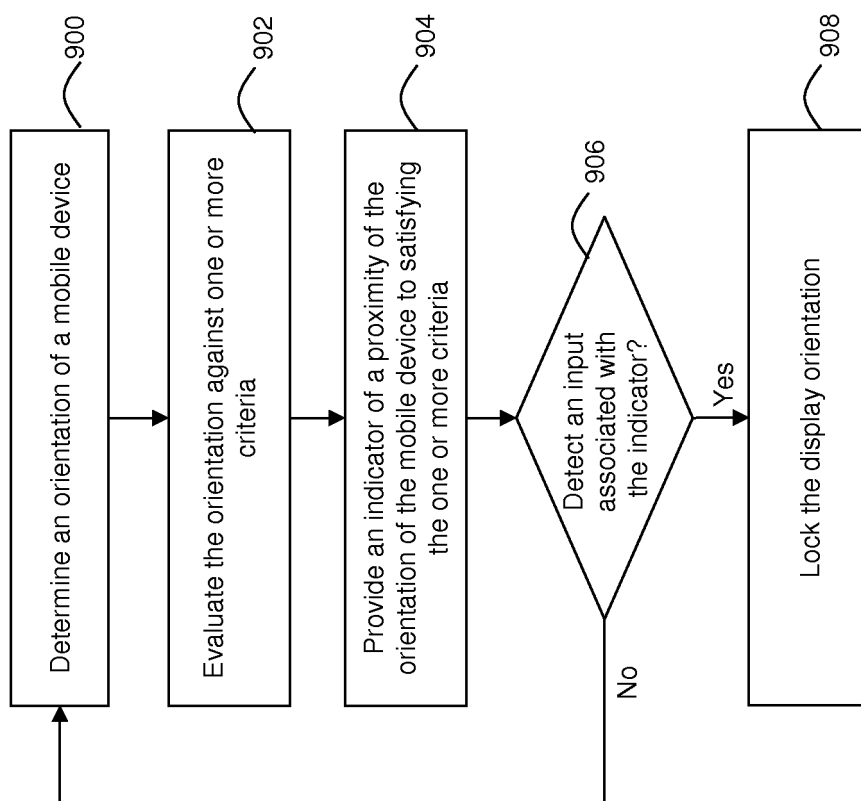 Determine an orientation of a mobile device
900
Evaluate the orientation against one or more
criteria
902
Provide an indicator of a proximity of the
orientation of the mobile device to satisfying
the one or more criteria
904
Detect an input
associated with
the indicator?
906
No
Yes
Lock the display orientation
908